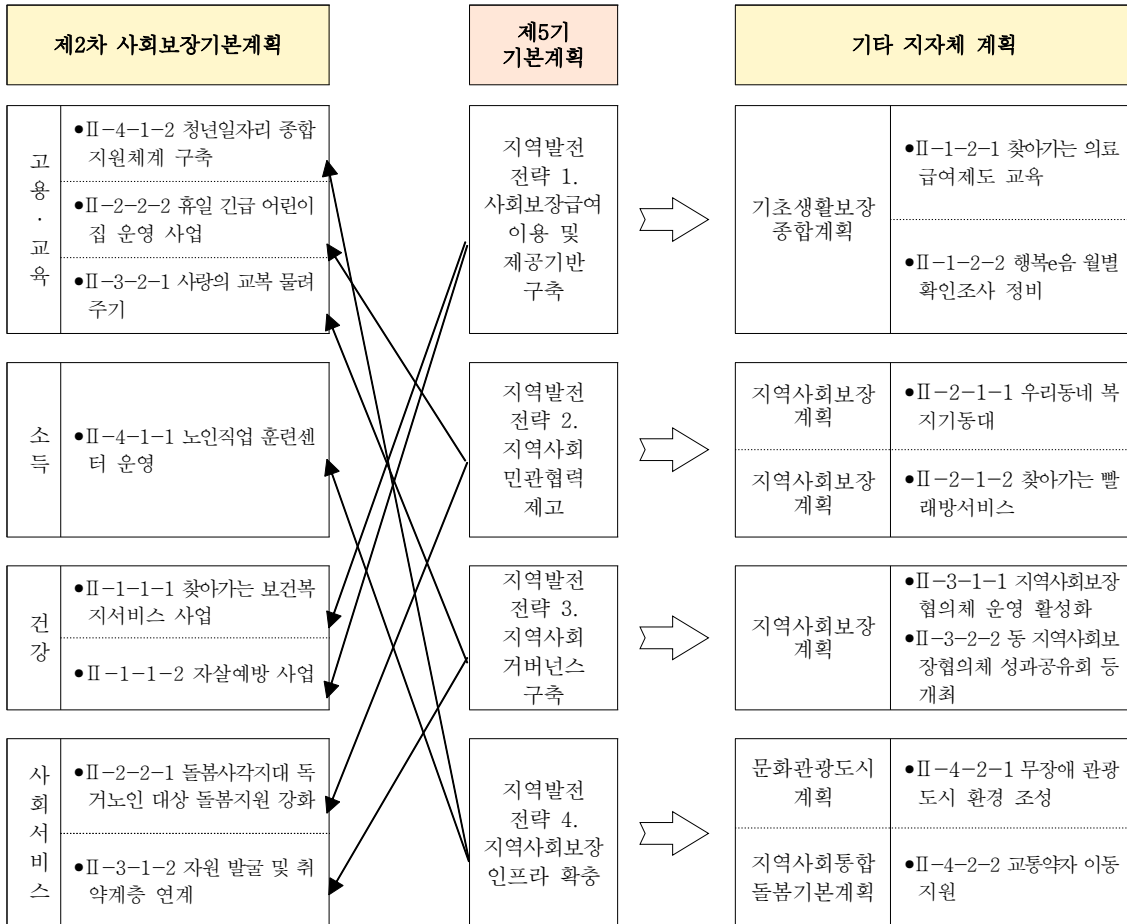 제2차 사회보장기본계획
제5기
기본계획
기타 지자체 계획
고용·교육
●Ⅱ-4-1-2 청년일자리 종합
지원체계 구축
●Ⅱ-2-2-2 휴일 긴급 어린이
집 운영 사업
●Ⅱ-3-2-1 사랑의 교복 물려
주기
지역발전
전략 1.
사회보장급여
이용 및
제공기반
구축
기초생활보장
종합계획
●Ⅱ-1-2-1 찾아가는 의료
급여제도 교육
●Ⅱ-1-2-2 행복e음 월별
확인조사 정비
소득
●Ⅱ-4-1-1 노인직업 훈련센
터 운영
지역발전
전략 2.
지역사회
민관협력
제고
지역사회보장
계획
●Ⅱ-2-1-1 우리동네 복
지기동대
지역사회보장
계획
●Ⅱ-2-1-2 찾아가는 빨
래방서비스
건강
●Ⅱ-1-1-1 찾아가는 보건복
지서비스 사업
●Ⅱ-1-1-2 자살예방 사업
지역발전
전략 3.
지역사회
거버넌스
구축
지역사회보장
계획
●Ⅱ-3-1-1 지역사회보장
협의체 운영 활성화
●Ⅱ-3-2-2 동 지역사회보
장협의체 성과공유회 등
개최
사회서비스
●Ⅱ-2-2-1 돌봄사각지대 독
거노인 대상 돌봄지원 강화
●Ⅱ-3-1-2 자원 발굴 및 취
약계층 연계
지역발전
전략 4.
지역사회보장
인프라 확충
문화관광도시
계획
●Ⅱ-4-2-1 무장애 관광
도시 환경 조성
지역사회통합
돌봄기본계획
●Ⅱ-4-2-2 교통약자 이동
지원